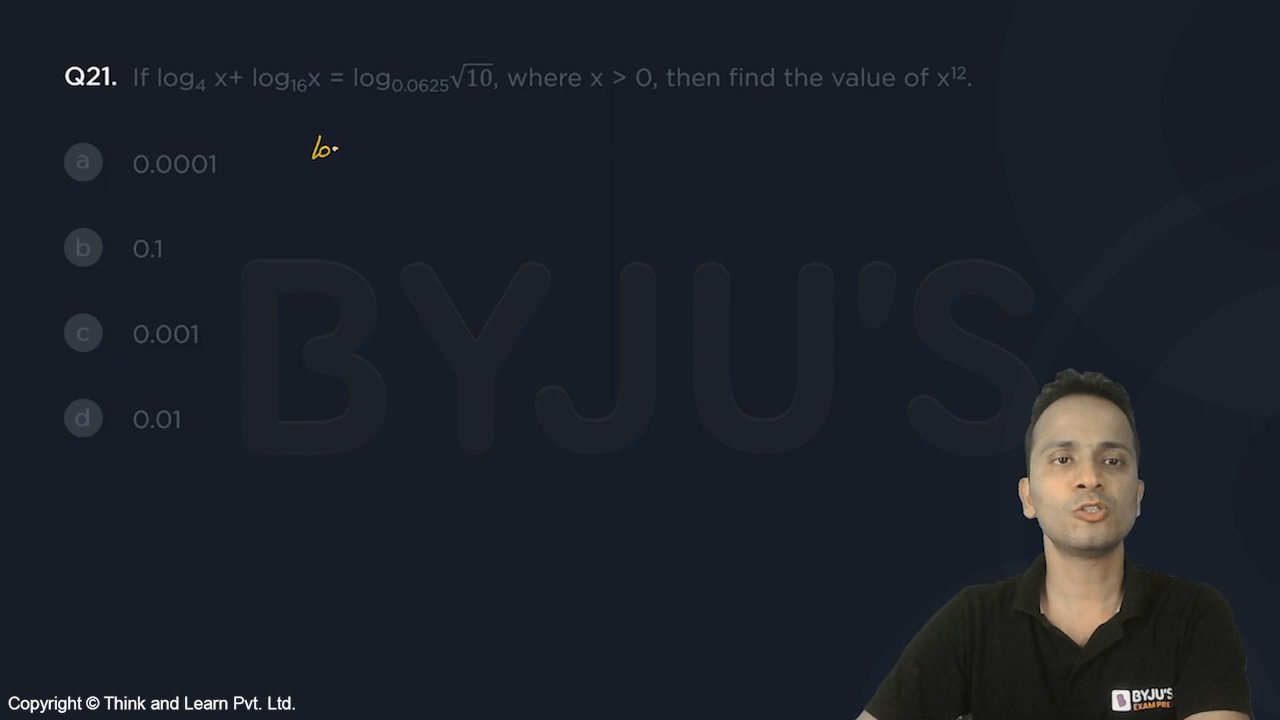 Q21. If log₄ x+ log₁₆x = log₀.₀₆₂₅√10, where x > 0, then find the value of x¹².
a 0.0001
lo
b 0.1
c 0.001
d 0.01
BYJU'S
BYJU'S
EXAM PREP
Copyright © Think and Learn Pvt. Ltd.